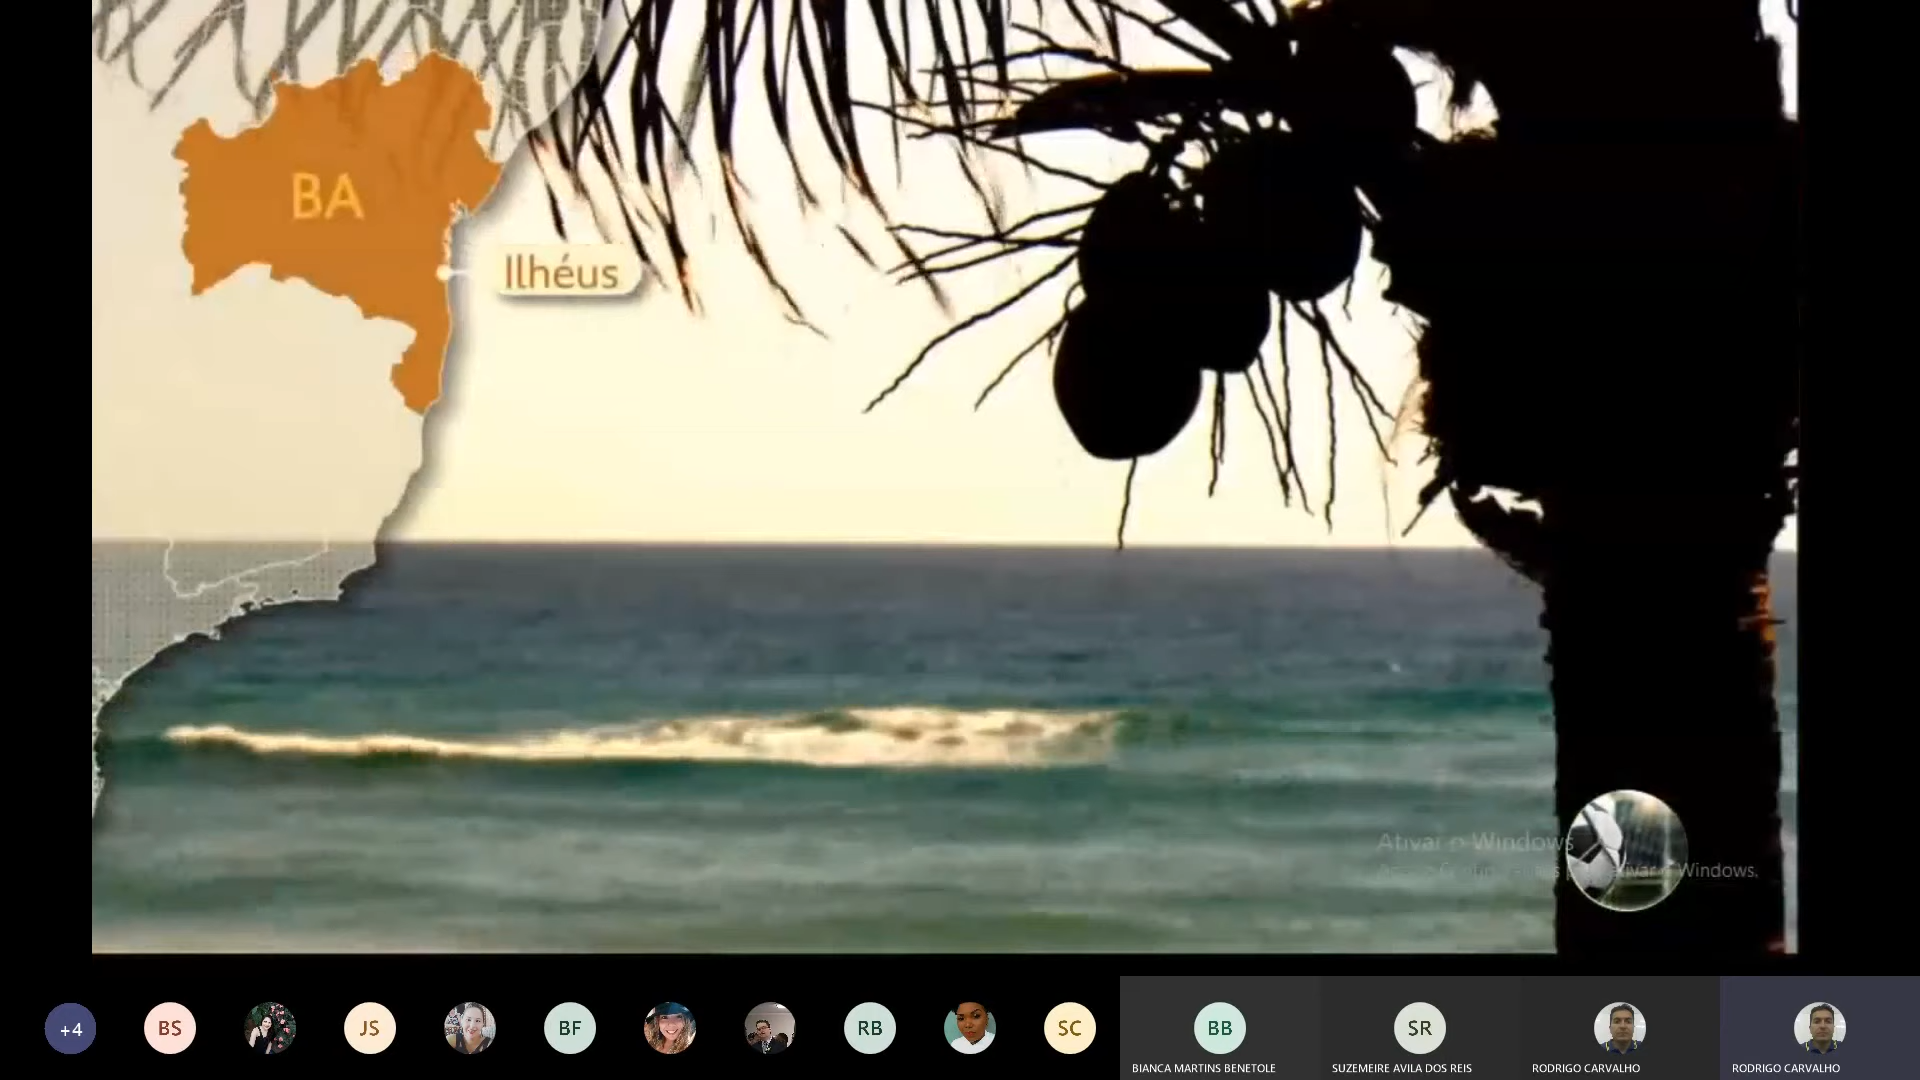 BA
Ilhéus
Ativar o Windows
Windows.
+4
BS
JS
BF
RB
SC
BB
SR
BIANCA MARTINS BENETOLE
SUZEMEIRE AVILA DOS REIS
RODRIGO CARVALHO
RODRIGO CARVALHO